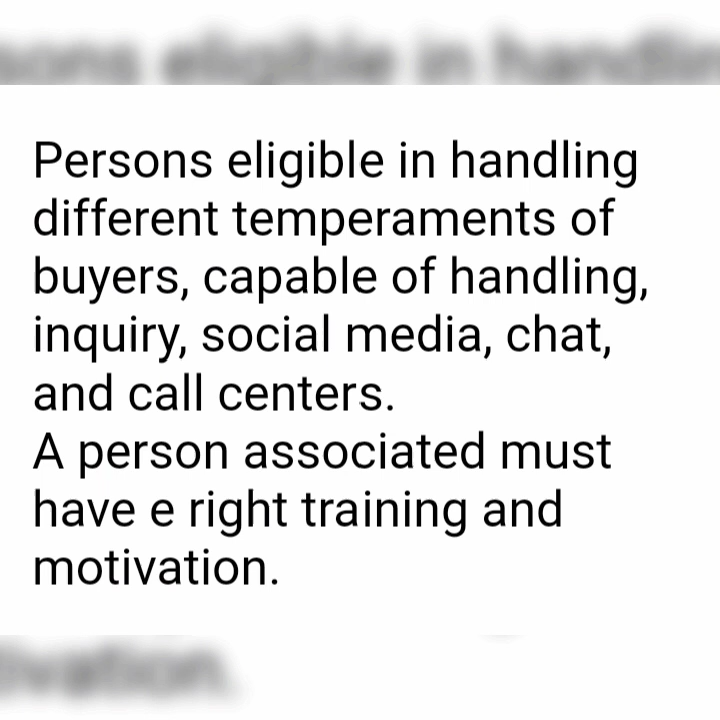 Persons eligible in handling
different temperaments of
buyers, capable of handling,
inquiry, social media, chat,
and call centers.
A person associated must
have e right training and
motivation.